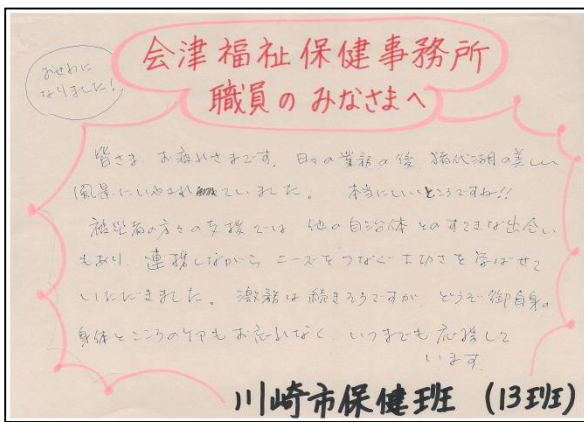 おせわに
なりました!
会津福祉保健事務所
職員のみなさまへ
皆さま お疲れさまです。日々の業務の後 猪代湖の美しい
風景にいやされていました。 本当にいいところですね!!
被災者の方々の支援では 他の自治体とのすてきな出会い
もあり、連携しながら ニーズをつなぐ大切さを学ばせて
いただきました。 激務は続きそうですが、どうぞ御自身の
身体とこころのケアもお忘れなく いつまでも応援して
います。
川崎市保健班 (13班)